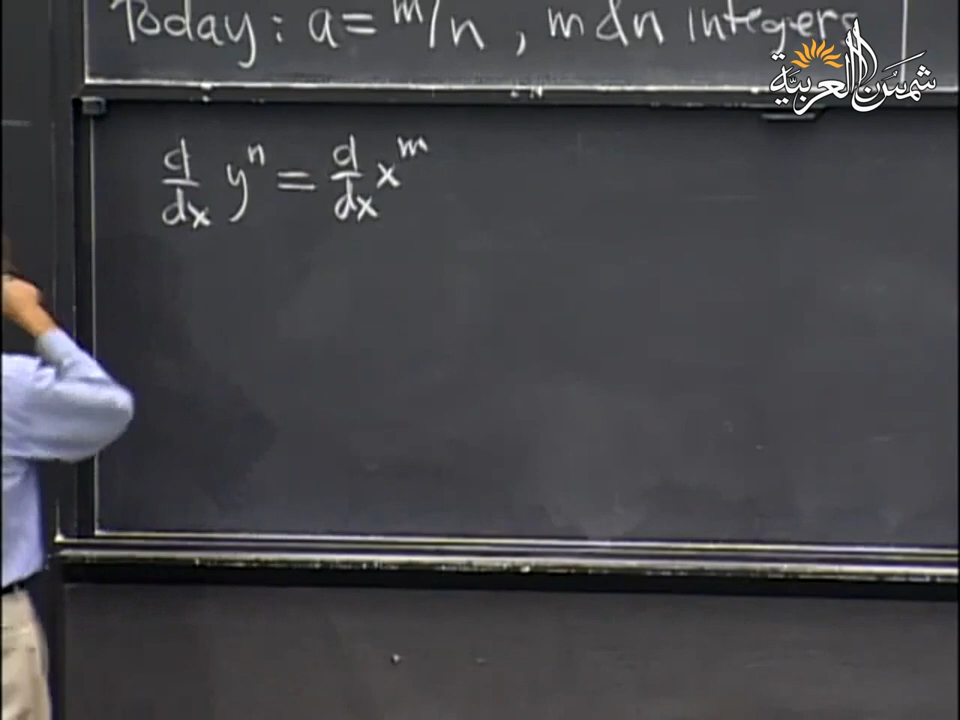 Today: a = m/n, m & n integers
شمس العربية
d/dx y^n = d/dx x^m